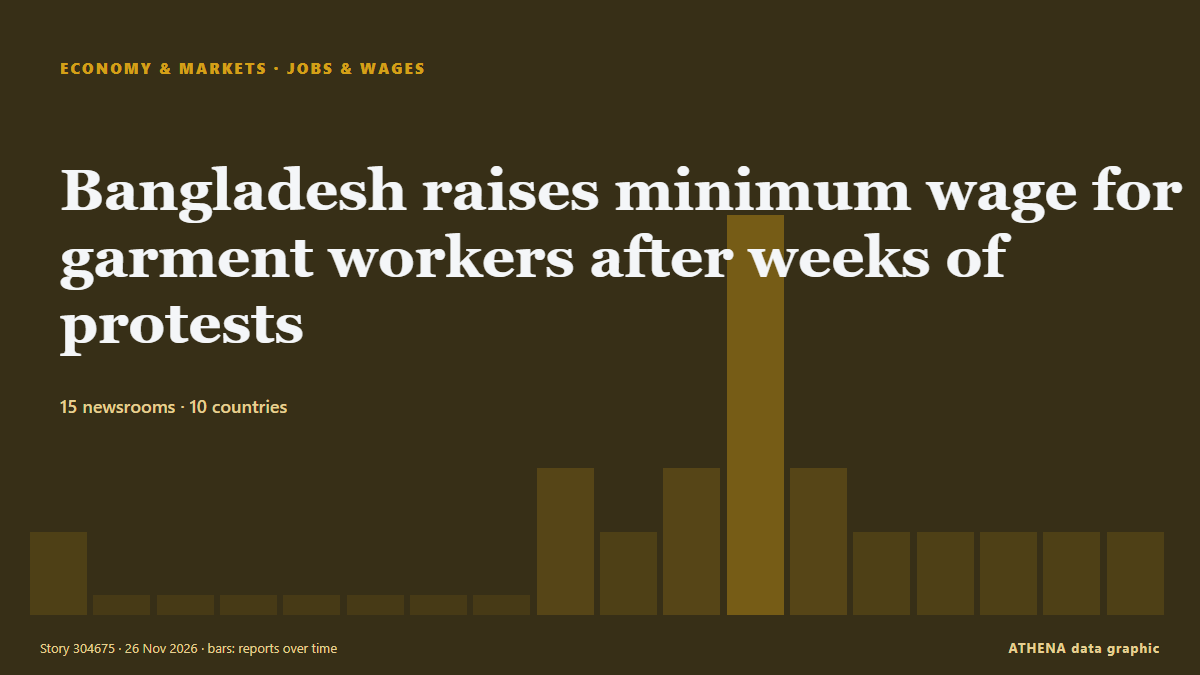 ECONOMY & MARKETS · JOBS & WAGES
Bangladesh raises minimum wage for
garment workers after weeks of
protests
15 newsrooms · 10 countries
Story 304675 · 26 Nov 2026 · bars: reports over time
ATHENA data graphic